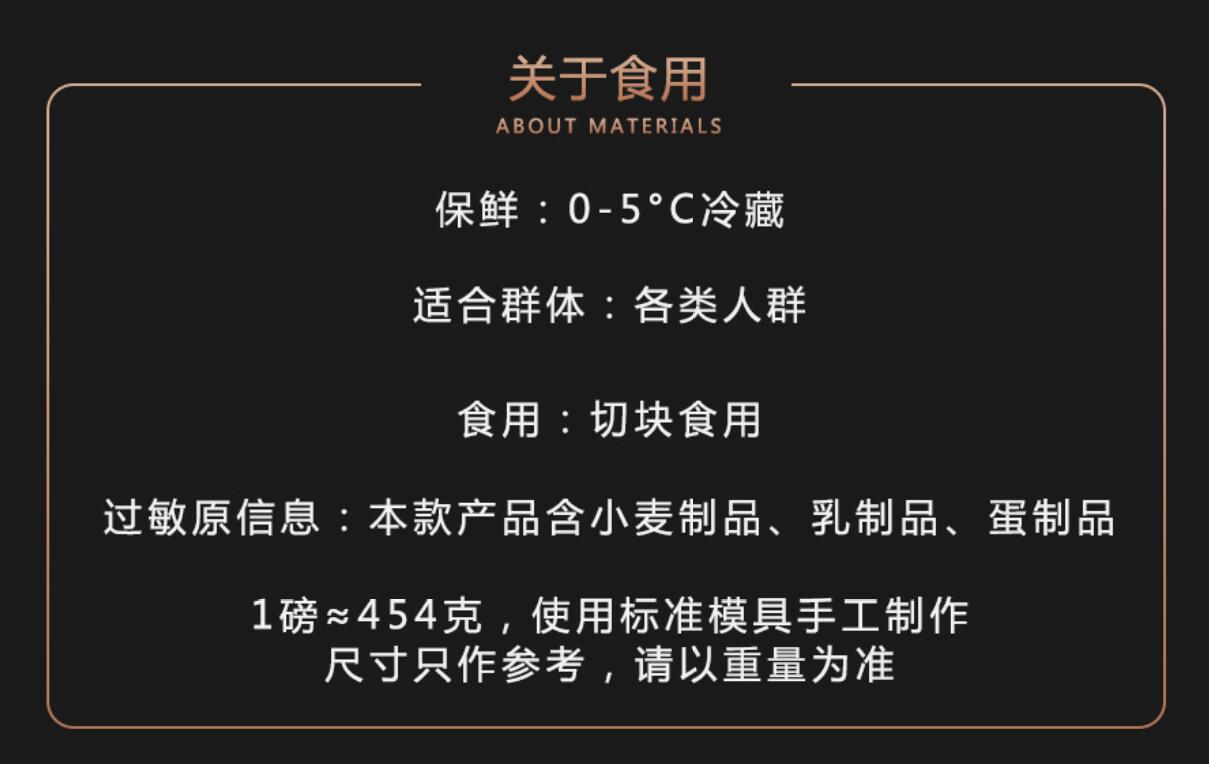 关于食用
ABOUT MATERIALS
保鲜：0-5°C冷藏
适合群体：各类人群
食用：切块食用
过敏原信息：本款产品含小麦制品、乳制品、蛋制品
1磅≈454克，使用标准模具手工制作
尺寸只作参考，请以重量为准